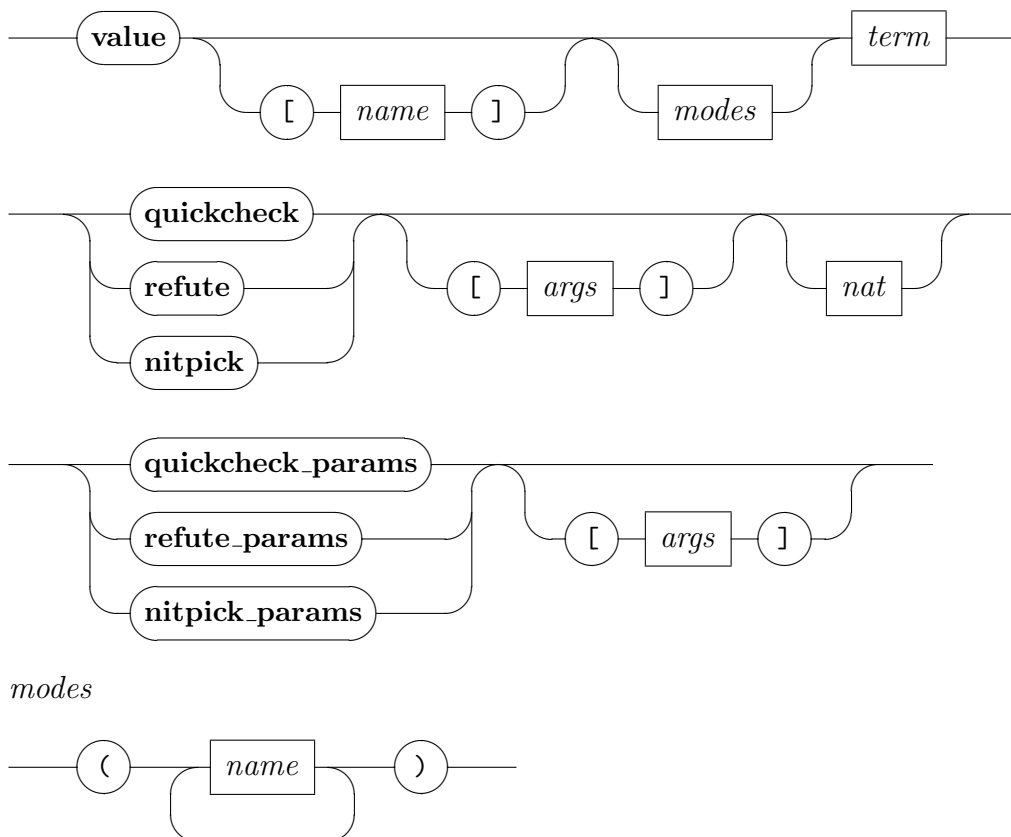 value term
[ name ] modes
quickcheck
refute [ args ] nat
nitpick
quickcheck_params
refute_params [ args ]
nitpick_params
modes
( name )